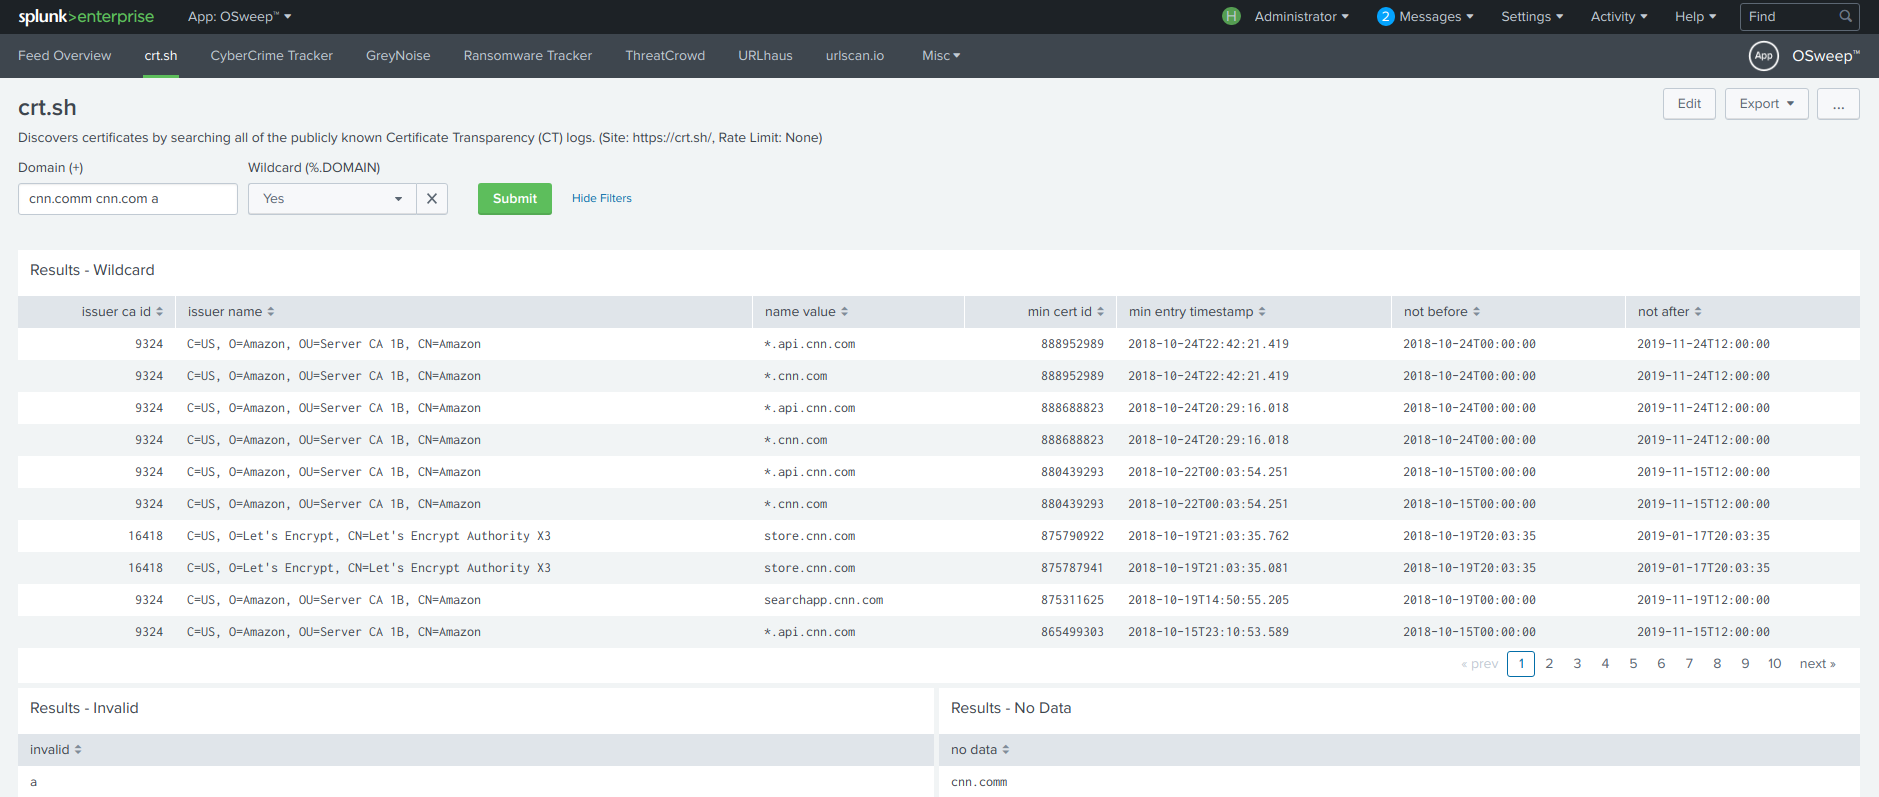 splunk>enterprise App: OSweep™ H Administrator 2 Messages Settings Activity Help Find
Feed Overview crt.sh CyberCrime Tracker GreyNoise Ransomware Tracker ThreatCrowd URLhaus urlscan.io Misc App OSweep™
crt.sh Edit Export ...
Discovers certificates by searching all of the publicly known Certificate Transparency (CT) logs. (Site: https://crt.sh/, Rate Limit: None)
Domain (+) Wildcard (%.DOMAIN)
cnn.comm cnn.com a Yes Submit Hide Filters
Results - Wildcard
issuer ca id issuer name name value min cert id min entry timestamp not before not after
9324 C=US, O=Amazon, OU=Server CA 1B, CN=Amazon *.api.cnn.com 888952989 2018-10-24T22:42:21.419 2018-10-24T00:00:00 2019-11-24T12:00:00
9324 C=US, O=Amazon, OU=Server CA 1B, CN=Amazon *.cnn.com 888952989 2018-10-24T22:42:21.419 2018-10-24T00:00:00 2019-11-24T12:00:00
9324 C=US, O=Amazon, OU=Server CA 1B, CN=Amazon *.api.cnn.com 888688823 2018-10-24T20:29:16.018 2018-10-24T00:00:00 2019-11-24T12:00:00
9324 C=US, O=Amazon, OU=Server CA 1B, CN=Amazon *.cnn.com 888688823 2018-10-24T20:29:16.018 2018-10-24T00:00:00 2019-11-24T12:00:00
9324 C=US, O=Amazon, OU=Server CA 1B, CN=Amazon *.api.cnn.com 880439293 2018-10-22T00:03:54.251 2018-10-15T00:00:00 2019-11-15T12:00:00
9324 C=US, O=Amazon, OU=Server CA 1B, CN=Amazon *.cnn.com 880439293 2018-10-22T00:03:54.251 2018-10-15T00:00:00 2019-11-15T12:00:00
16418 C=US, O=Let's Encrypt, CN=Let's Encrypt Authority X3 store.cnn.com 875790922 2018-10-19T21:03:35.762 2018-10-19T20:03:35 2019-01-17T20:03:35
16418 C=US, O=Let's Encrypt, CN=Let's Encrypt Authority X3 store.cnn.com 875787941 2018-10-19T21:03:35.081 2018-10-19T20:03:35 2019-01-17T20:03:35
9324 C=US, O=Amazon, OU=Server CA 1B, CN=Amazon searchapp.cnn.com 875311625 2018-10-19T14:50:55.205 2018-10-19T00:00:00 2019-11-19T12:00:00
9324 C=US, O=Amazon, OU=Server CA 1B, CN=Amazon *.api.cnn.com 865499303 2018-10-15T23:10:53.589 2018-10-15T00:00:00 2019-11-15T12:00:00
« prev 1 2 3 4 5 6 7 8 9 10 next »
Results - Invalid Results - No Data
invalid no data
a cnn.comm